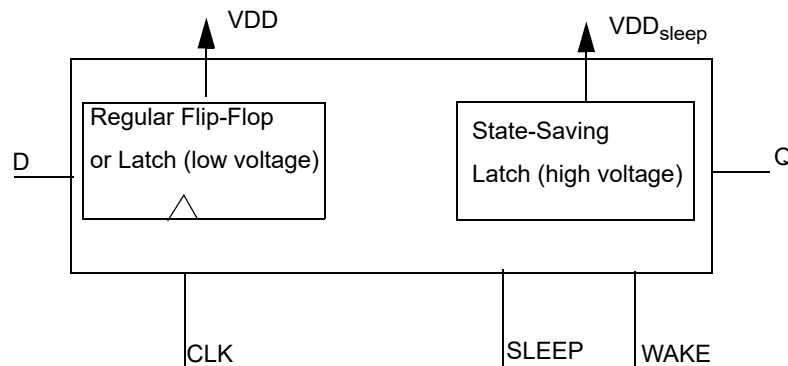 VDD
VDDsleep
Regular Flip-Flop
or Latch (low voltage)
State-Saving
Latch (high voltage)
D
Q
CLK
SLEEP
WAKE